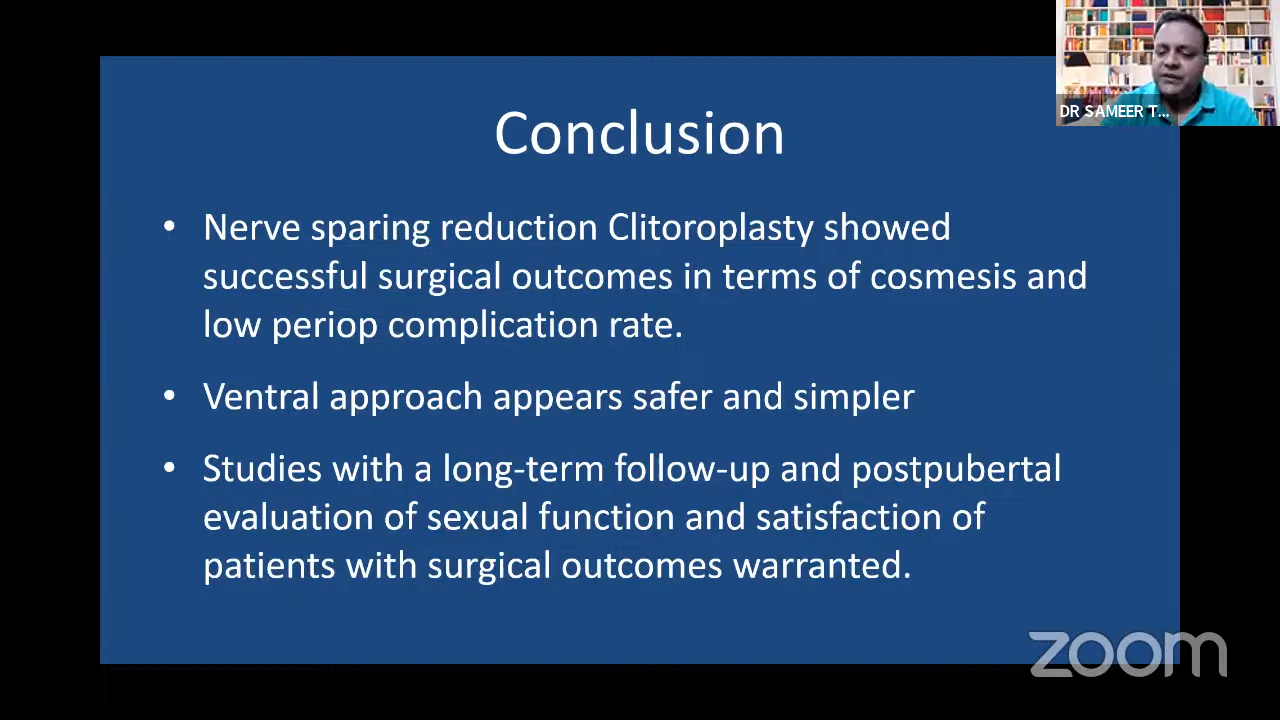 DR SAMEER T...
Conclusion
• Nerve sparing reduction Clitoroplasty showed
successful surgical outcomes in terms of cosmesis and
low periop complication rate.
• Ventral approach appears safer and simpler
• Studies with a long-term follow-up and postpubertal
evaluation of sexual function and satisfaction of
patients with surgical outcomes warranted.
zoom